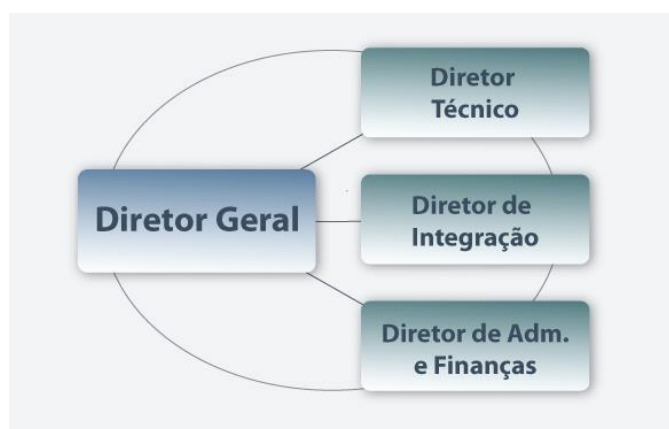 Diretor
Técnico
Diretor Geral
Diretor de
Integração
Diretor de Adm.
e Finanças